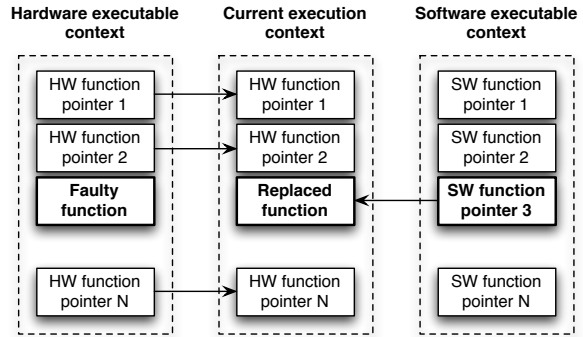 Hardware executable
context
Current execution
context
Software executable
context
HW function
pointer 1
HW function
pointer 1
SW function
pointer 1
HW function
pointer 2
HW function
pointer 2
SW function
pointer 2
Faulty
function
Replaced
function
SW function
pointer 3
HW function
pointer N
HW function
pointer N
SW function
pointer N